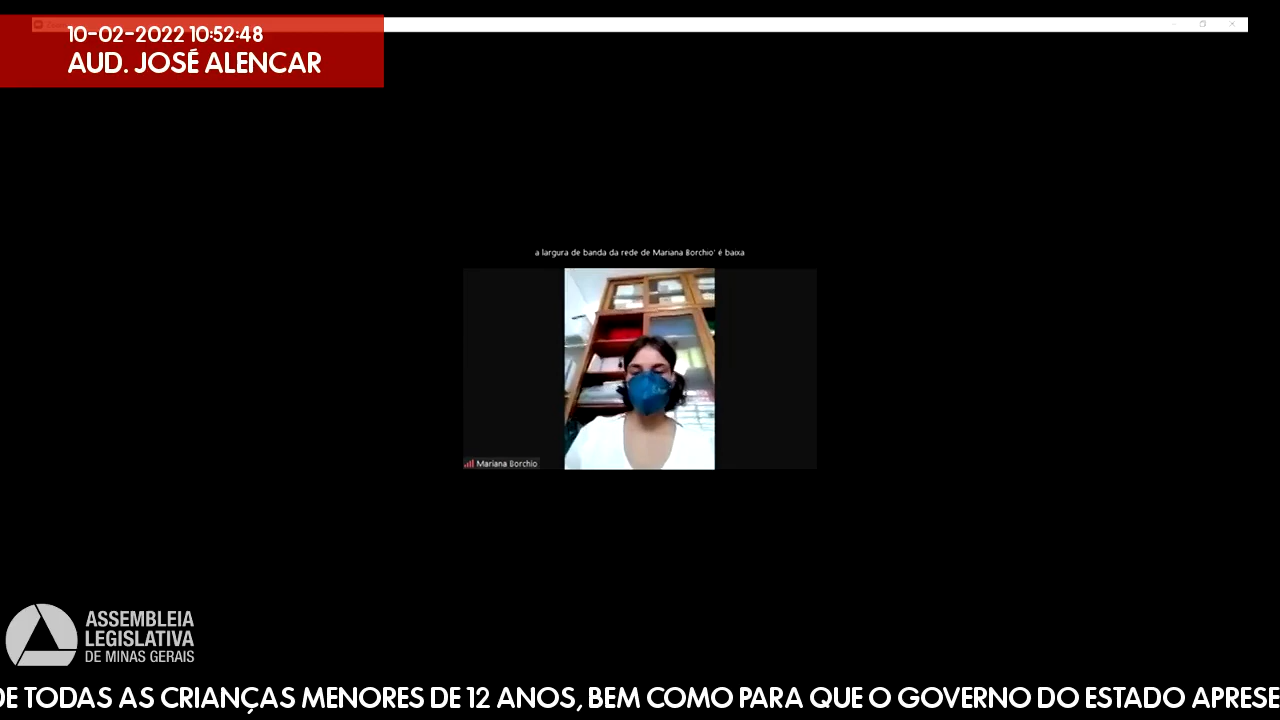 10-02-2022 10:52:48
AUD. JOSÉ ALENCAR
a largura de banda da rede de Mariana Borchio' é baixa
Mariana Borchio
ASSEMBLEIA
LEGISLATIVA
DE MINAS GERAIS
DE TODAS AS CRIANÇAS MENORES DE 12 ANOS, BEM COMO PARA QUE O GOVERNO DO ESTADO APRESE